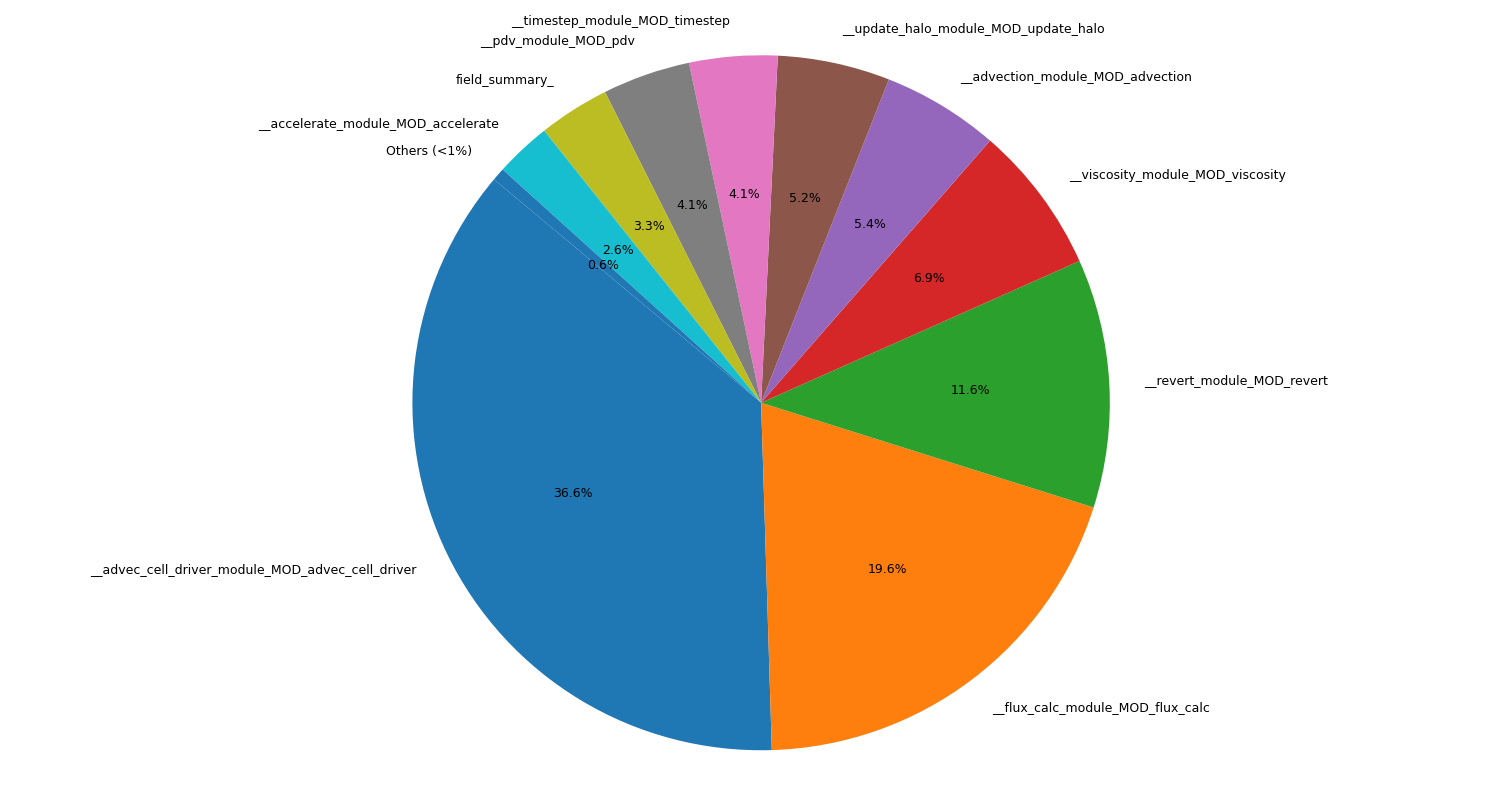 __timestep_module_MOD_timestep
__update_halo_module_MOD_update_halo
__pdv_module_MOD_pdv
field_summary_
__advection_module_MOD_advection
__accelerate_module_MOD_accelerate
Others (<1%)
__viscosity_module_MOD_viscosity
4.1%
4.1%
5.2%
3.3%
5.4%
2.6%
0.6%
6.9%
__revert_module_MOD_revert
11.6%
36.6%
19.6%
__advec_cell_driver_module_MOD_advec_cell_driver
__flux_calc_module_MOD_flux_calc